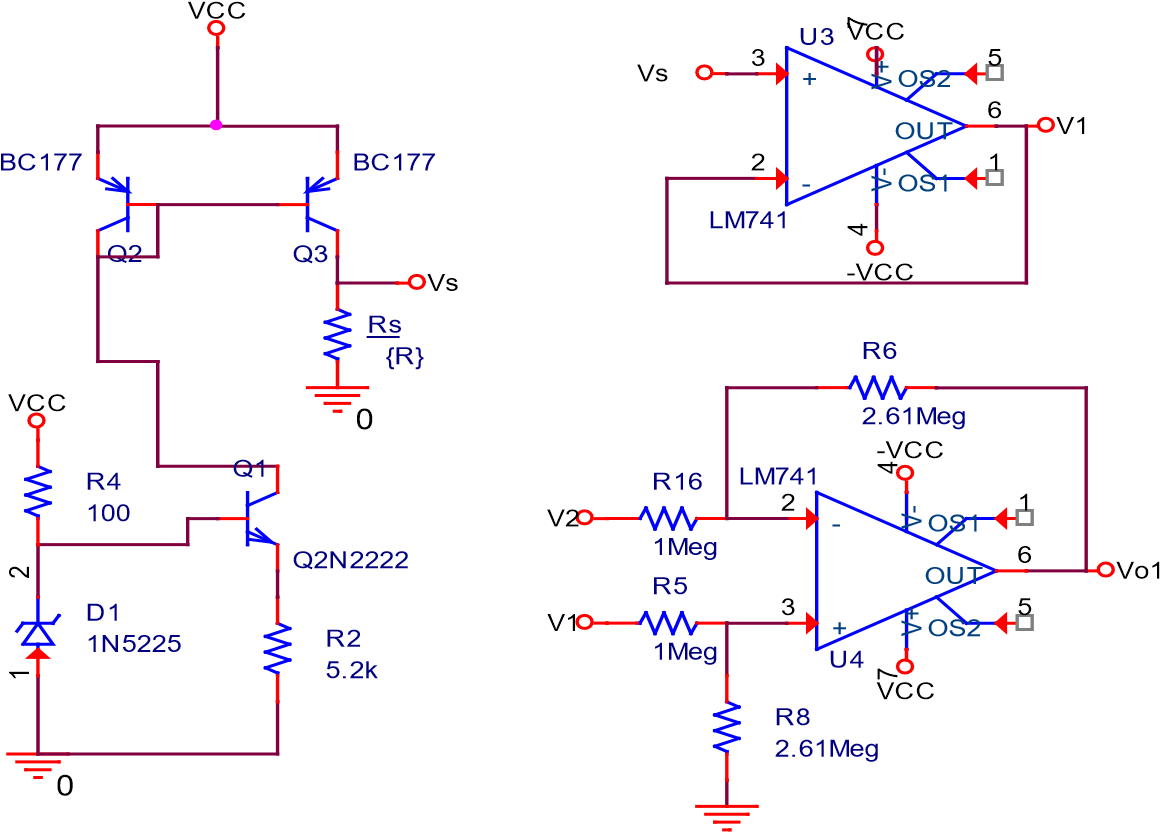 VCC
BC177
BC177
Q2
Q3
Vs
Rs
{R}
0
VCC
R4
100
Q1
Q2N2222
2
D1
1N5225
1
R2
5.2k
0
Vs
3
U3
7
VCC
+
V+
OS2
5
OUT
6
V1
2
-
V-
OS1
1
LM741
4
-VCC
R6
2.61Meg
-VCC
4
LM741
V2
R16
1Meg
2
-
V-
OS1
1
OUT
6
Vo1
V1
R5
1Meg
3
+
V+
OS2
5
U4
7
VCC
R8
2.61Meg